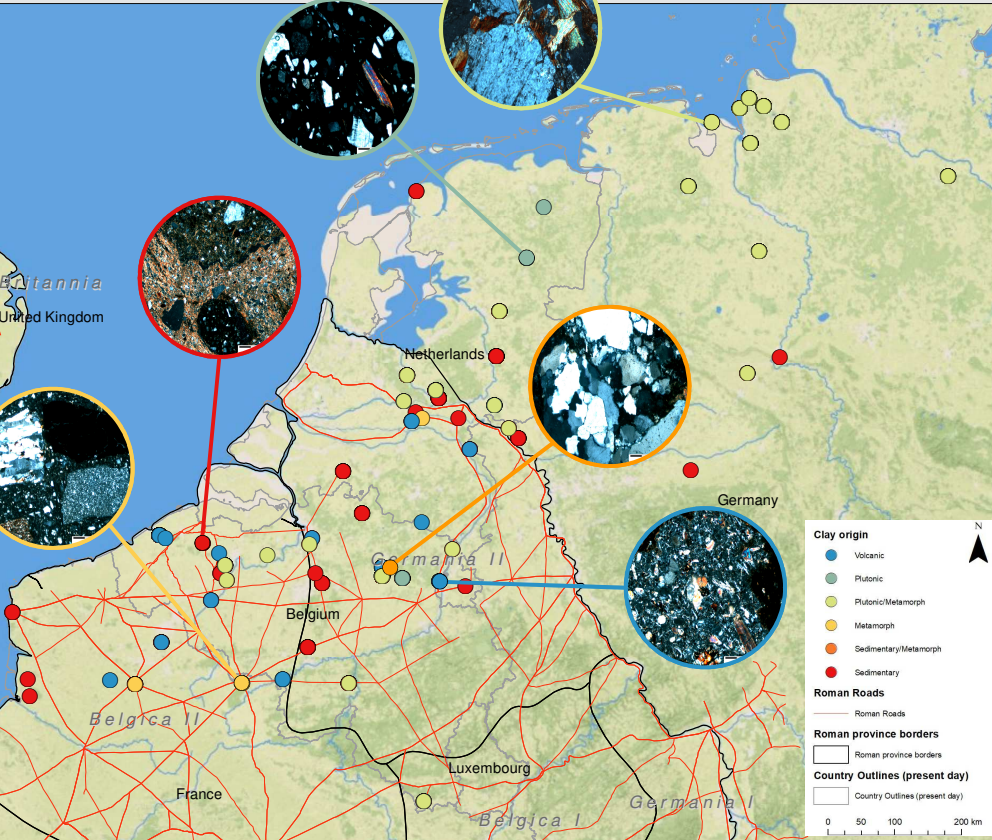 Britannia
United Kingdom
Netherlands
Germany
Germania II
Belgium
Belgica II
Luxembourg
France
Germania I
Belgica I
N
Clay origin
Volcanic
Plutonic
Plutonic/Metamorph
Metamorph
Sedimentary/Metamorph
Sedimentary
Roman Roads
Roman Roads
Roman province borders
Roman province borders
Country Outlines (present day)
Country Outlines (present day)
0 50 100 200 km